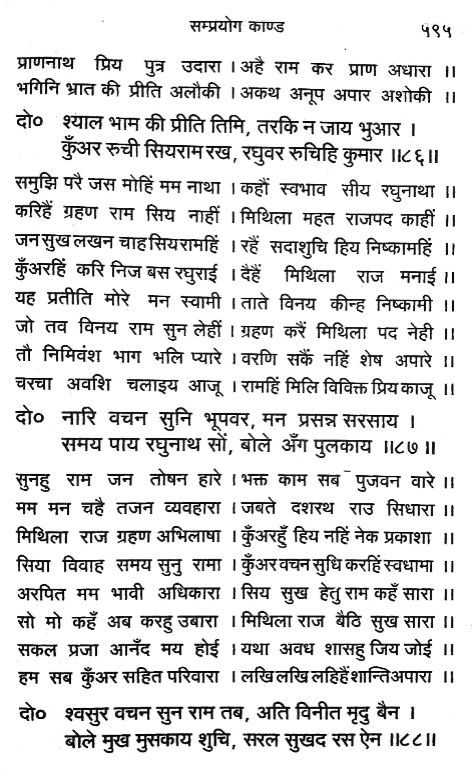 सम्प्रयोग काण्ड ५९५
प्राणनाथ प्रिय पुत्र उदारा । अहै राम कर प्राण अधारा ।।
भगिनि भ्रात की प्रीति अलौकी । अकथ अनूप अपार अशोकी ।।
दो० श्याल भाम की प्रीति तिमि, तरकि न जाय भुआर ।
कुँअर रुची सियराम रख, रघुवर रुचिहि कुमार ।।८६।।
समुझि परै जस मोहिं मम नाथा । कहौं स्वभाव सीय रघुनाथा ।।
करिहैं ग्रहण राम सिय नाहीं । मिथिला महत राजपद काहीं ।।
जन सुख लखन चाह सियरामहिं । रहैं सदाशुचि हिय निष्कामहिं ।।
कुँअरहिं करि निज बस रघुराई । दैहैं मिथिला राज मनाई ।।
यह प्रतीति मोरे मन स्वामी । ताते विनय कीन्ह निष्कामी ।।
जो तव विनय राम सुन लेहीं । ग्रहण करैं मिथिला पद नेही ।।
तौ निमिवंश भाग भलि प्यारे । वरणि सकैं नहिं शेष अपारे ।।
चरचा अवशि चलाइय आजू । रामहिं मिलि विविक्त प्रिय काजू ।।
दो० नारि वचन सुनि भूपवर, मन प्रसन्न सरसाय ।
समय पाय रघुनाथ सों, बोले अँग पुलकाय ।।८७।।
सुनहु राम जन तोषन हारे । भक्त काम सब पुजवन वारे ।।
मम मन चहै तजन व्यवहारा । जबते दशरथ राउ सिधारा ।।
मिथिला राज ग्रहण अभिलाषा । कुँअरहुँ हिय नहिं नेक प्रकाशा ।।
सिया विवाह समय सुनु रामा । कुँअर वचन सुधि करहिं स्वधामा ।।
अरपित मम भावी अधिकारा । सिय सुख हेतु राम कहँ सारा ।।
सो मो कहँ अब करहु उबारा । मिथिला राज बैठि सुख सारा ।।
सकल प्रजा आनँद मय होई । यथा अवध शासहु जिय जोई ।।
हम सब कुँअर सहित परिवारा । लखि लखि लहिहैं शान्ति अपारा ।।
दो० श्वसुर वचन सुन राम तब, अति विनीत मृदु बैन ।
बोले मुख मुसकाय शुचि, सरल सुखद रस ऐन ।।८८।।